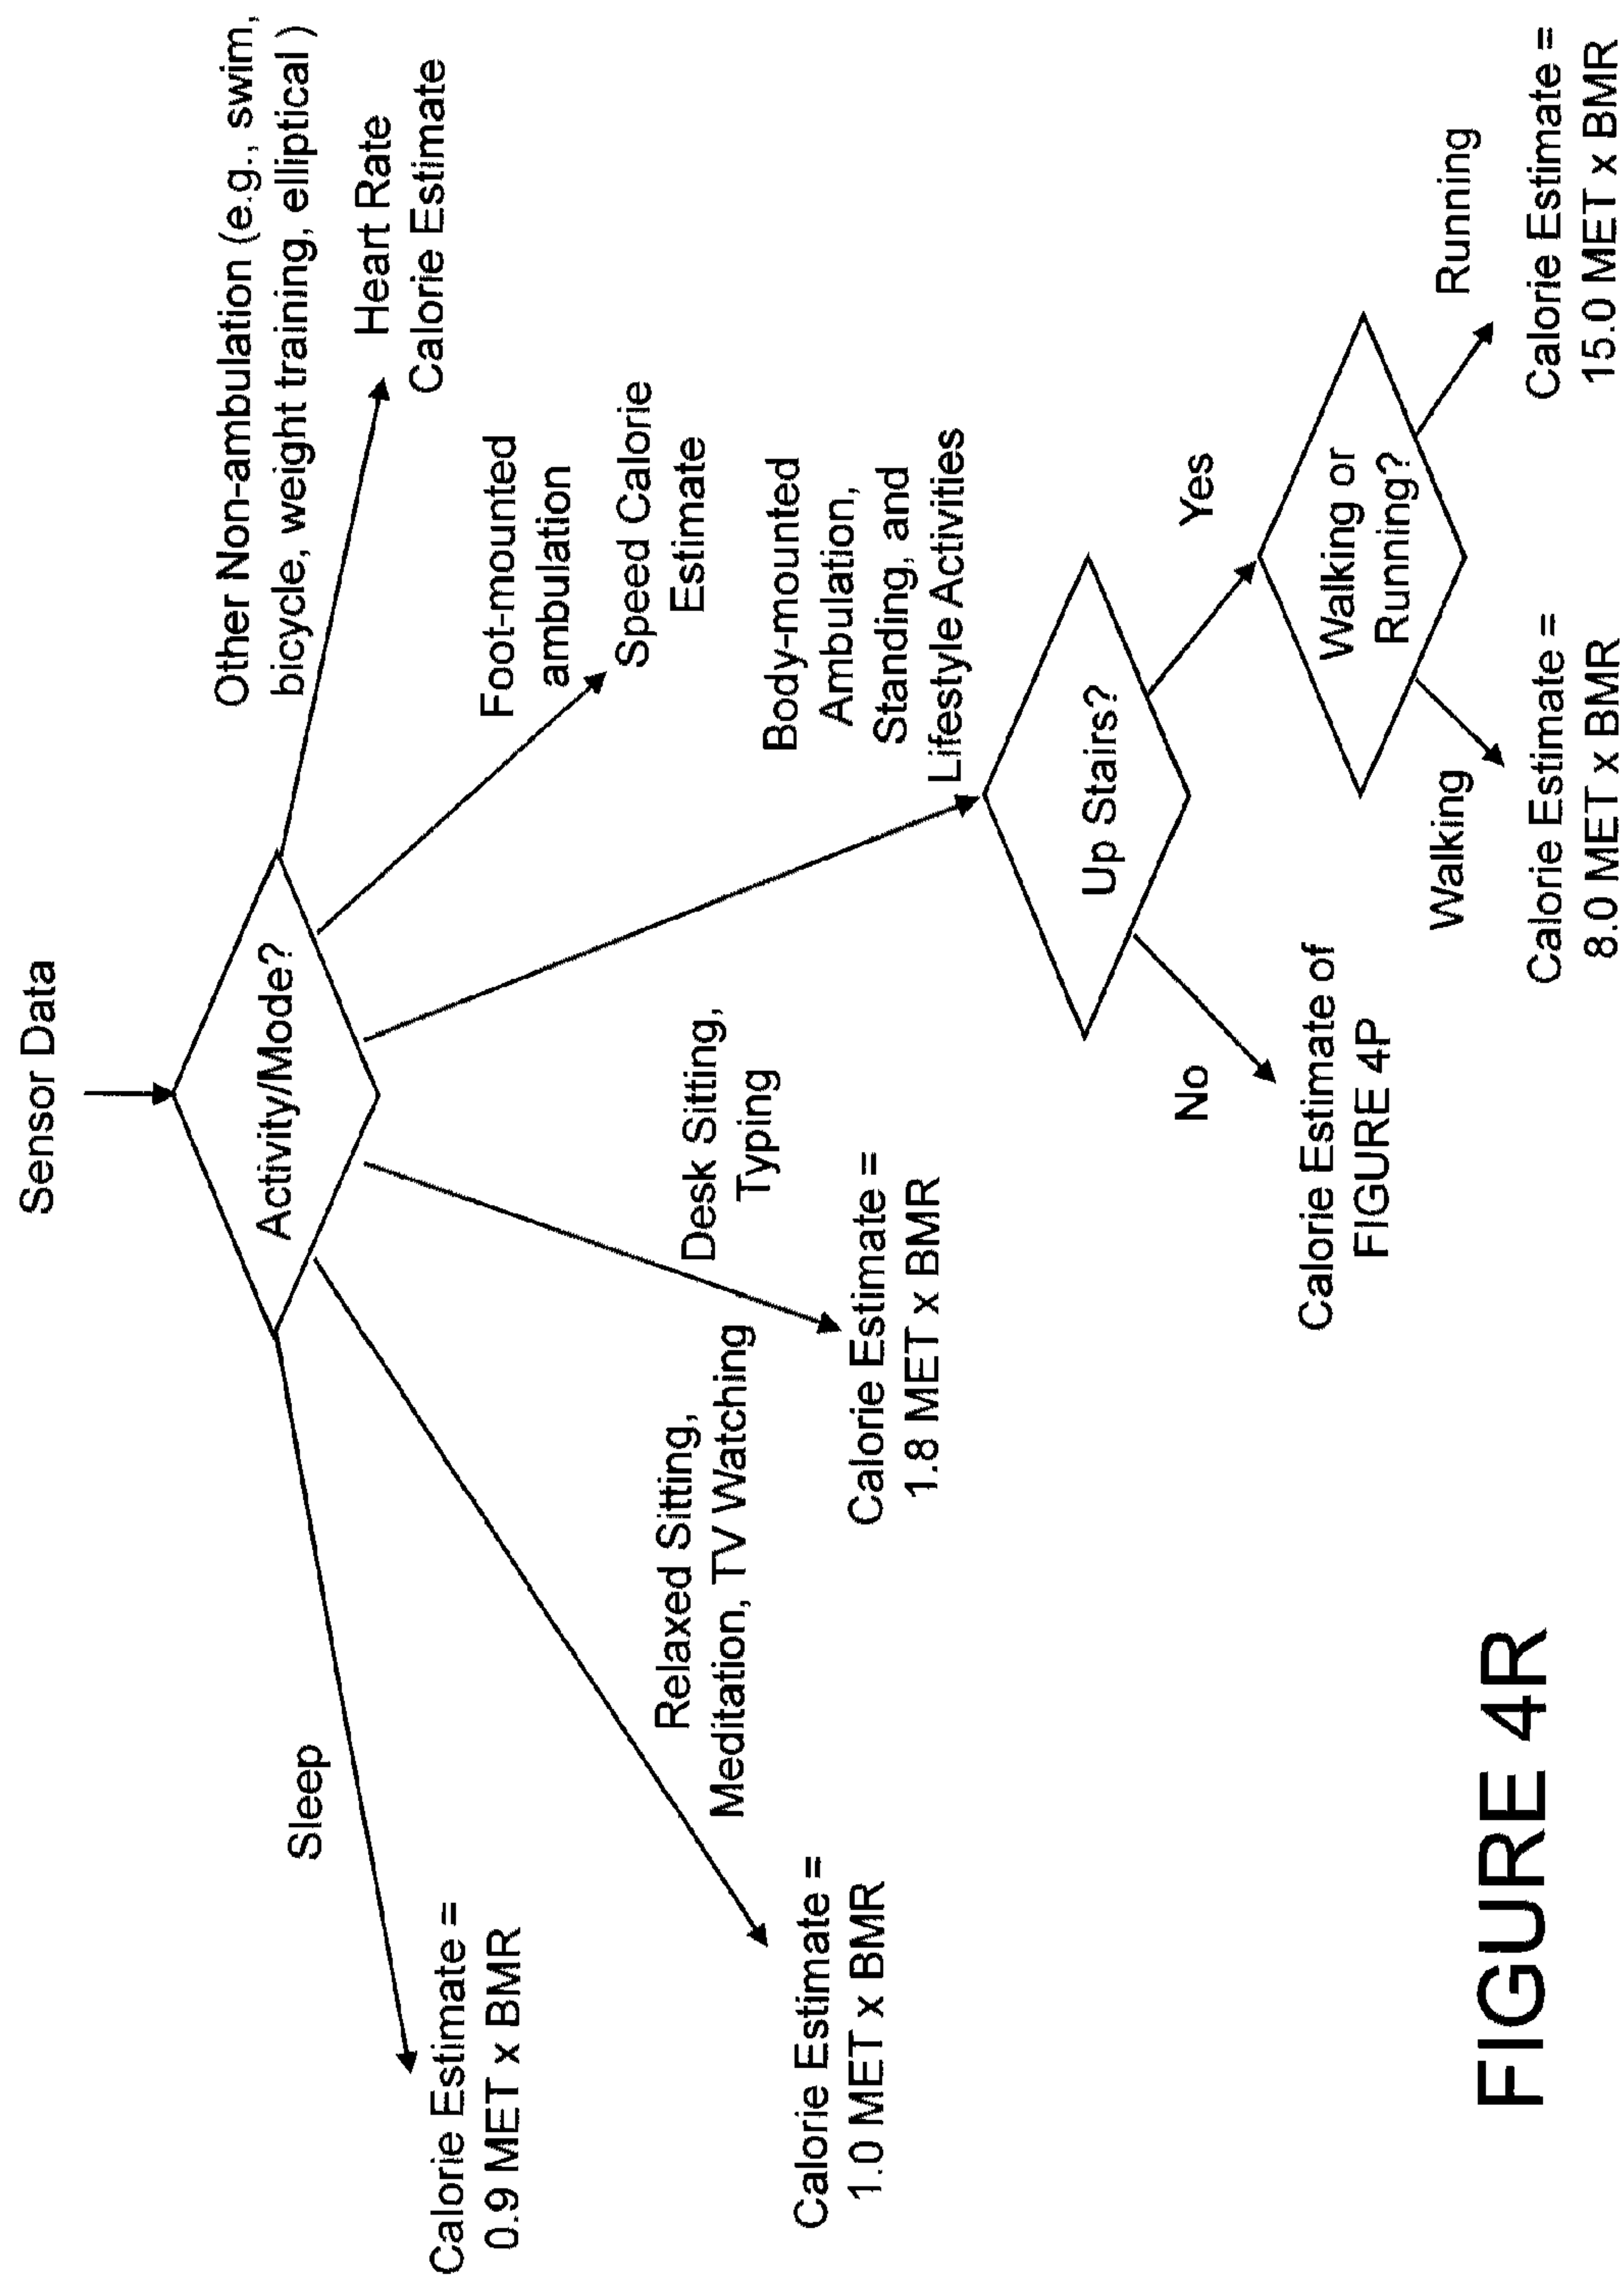 Sensor Data
Activity/Mode?
Sleep
Calorie Estimate =
0.9 MET x BMR
Relaxed Sitting,
Meditation, TV Watching
Calorie Estimate =
1.0 MET x BMR
Desk Sitting,
Typing
Calorie Estimate =
1.8 MET x BMR
Body-mounted
Ambulation,
Standing, and
Lifestyle Activities
Foot-mounted
ambulation
Speed Calorie
Estimate
Other Non-ambulation (e.g., swim,
bicycle, weight training, elliptical )
Heart Rate
Calorie Estimate
Up Stairs?
No
Calorie Estimate of
FIGURE 4P
Yes
Walking or
Running?
Walking
Calorie Estimate =
8.0 MET x BMR
Running
Calorie Estimate =
15.0 MET x BMR
FIGURE 4R